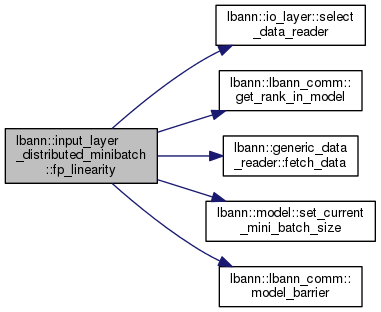 lbann::input_layer
_distributed_minibatch
::fp_linearity
lbann::io_layer::select
_data_reader
lbann::lbann_comm::
get_rank_in_model
lbann::generic_data
_reader::fetch_data
lbann::model::set_current
_mini_batch_size
lbann::lbann_comm::
model_barrier